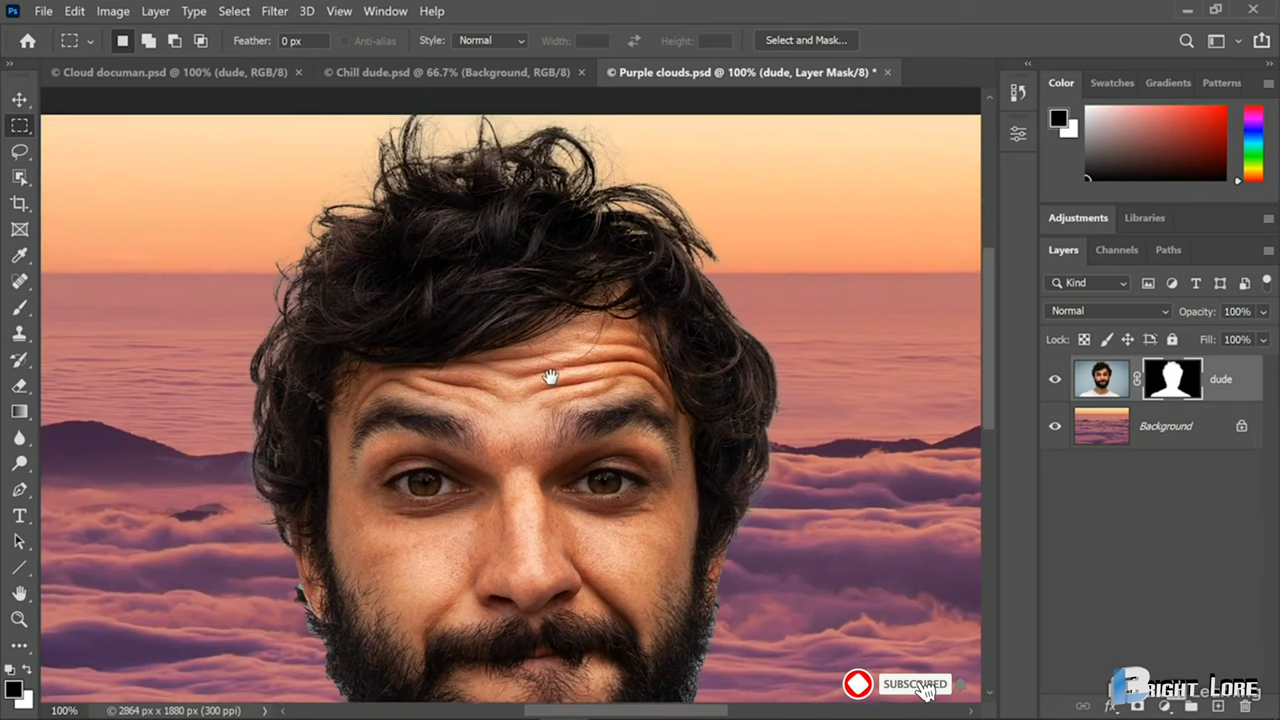 Ps File Edit Image Layer Type Select Filter 3D View Window Help
Feather: 0 px Anti-alias Style: Normal Width: Height: Select and Mask...
© Cloud documan.psd @ 100% (dude, RGB/8) × © Chill dude.psd @ 66.7% (Background, RGB/8) × © Purple clouds.psd @ 100% (dude, Layer Mask/8) * ×
Color Swatches Gradients Patterns
Adjustments Libraries
Layers Channels Paths
Kind
Normal Opacity: 100%
Lock: Fill: 100%
dude
Background
SUBSCRIBED
BRIGHT LORE
100% © 2864 px x 1880 px (300 ppi)